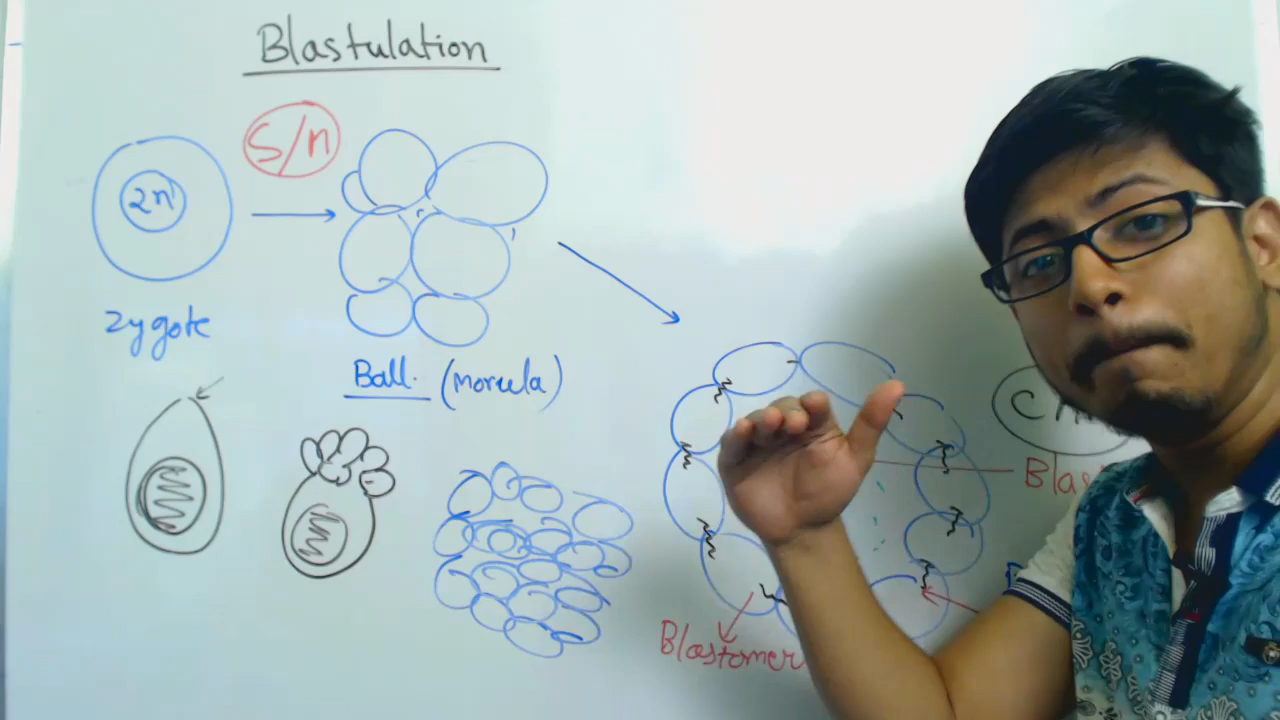 Blastulation
S/n
2n
zygote
Ball. (morula)
Blastomer